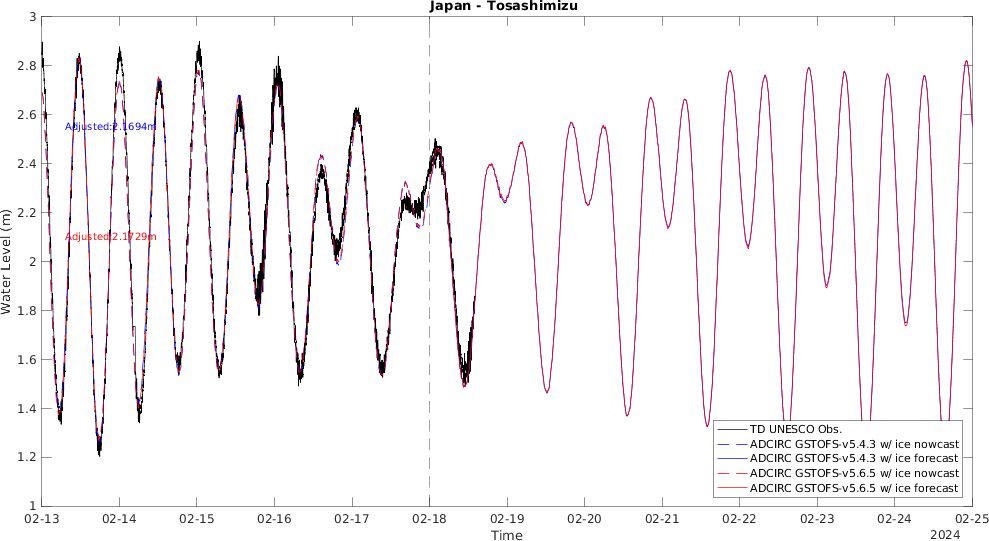 Japan - Tosashimizu
3
2.8
2.6
2.4
2.2
2
1.8
1.6
1.4
1.2
1
Water Level (m)
Adjusted:2.1694m
Adjusted:2.1729m
TD UNESCO Obs.
ADCIRC GSTOFS-v5.4.3 w/ ice nowcast
ADCIRC GSTOFS-v5.4.3 w/ ice forecast
ADCIRC GSTOFS-v5.6.5 w/ ice nowcast
ADCIRC GSTOFS-v5.6.5 w/ ice forecast
02-13 02-14 02-15 02-16 02-17 02-18 02-19 02-20 02-21 02-22 02-23 02-24 02-25
Time
2024